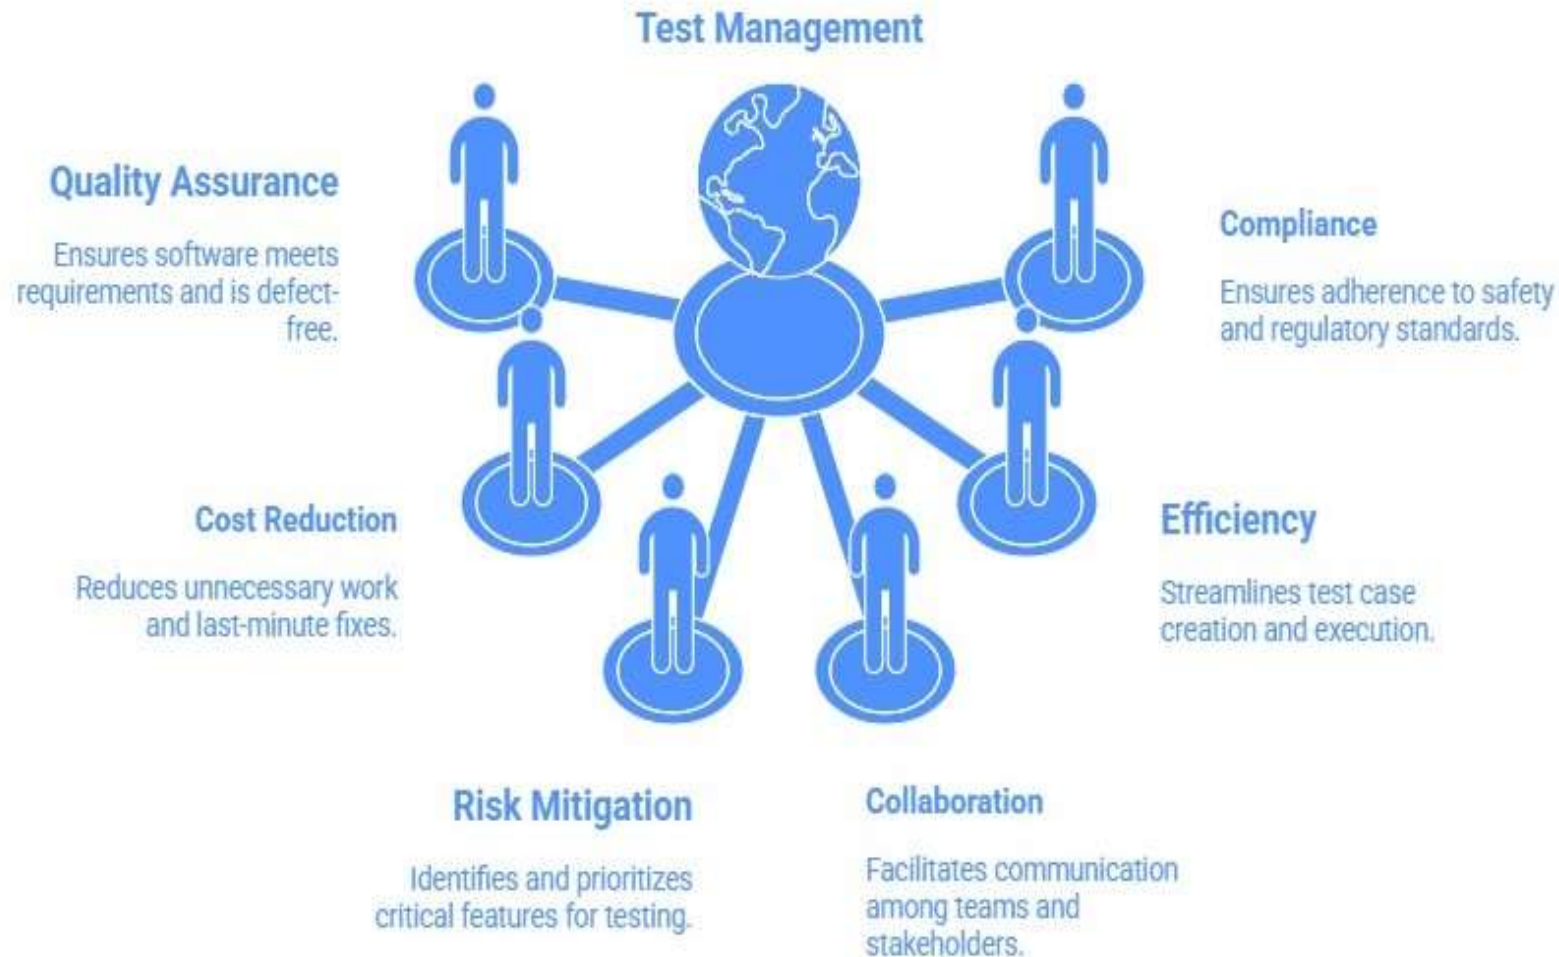 Test Management
Quality Assurance
Ensures software meets
requirements and is defect-
free.
Compliance
Ensures adherence to safety
and regulatory standards.
Cost Reduction
Reduces unnecessary work
and last-minute fixes.
Efficiency
Streamlines test case
creation and execution.
Risk Mitigation
Identifies and prioritizes
critical features for testing.
Collaboration
Facilitates communication
among teams and
stakeholders.